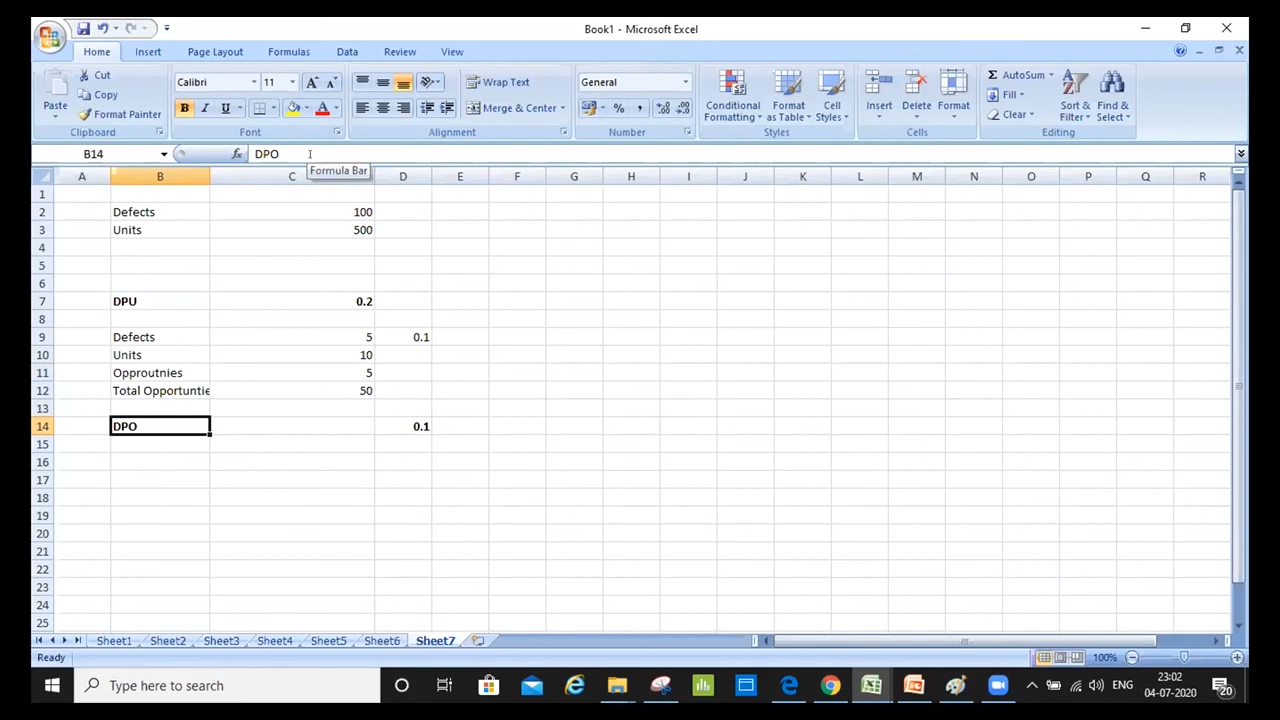 Book1 - Microsoft Excel
Home Insert Page Layout Formulas Data Review View
Paste
Cut
Copy
Format Painter
Clipboard
Calibri 11
B I U
Font
Wrap Text
Merge & Center
Alignment
General
Number
Conditional Formatting
Format as Table
Cell Styles
Styles
Insert Delete Format
Cells
AutoSum
Fill
Clear
Sort & Filter
Find & Select
Editing
B14 fx DPO
Formula Bar
A B C D E F G H I J K L M N O P Q R
1
2 Defects 100
3 Units 500
4
5
6
7 DPU 0.2
8
9 Defects 5 0.1
10 Units 10
11 Opproutnies 5
12 Total Opportuntie 50
13
14 DPO 0.1
15
16
17
18
19
20
21
22
23
24
25
Sheet1 Sheet2 Sheet3 Sheet4 Sheet5 Sheet6 Sheet7
Ready 100%
Type here to search
ENG
23:02
04-07-2020
20